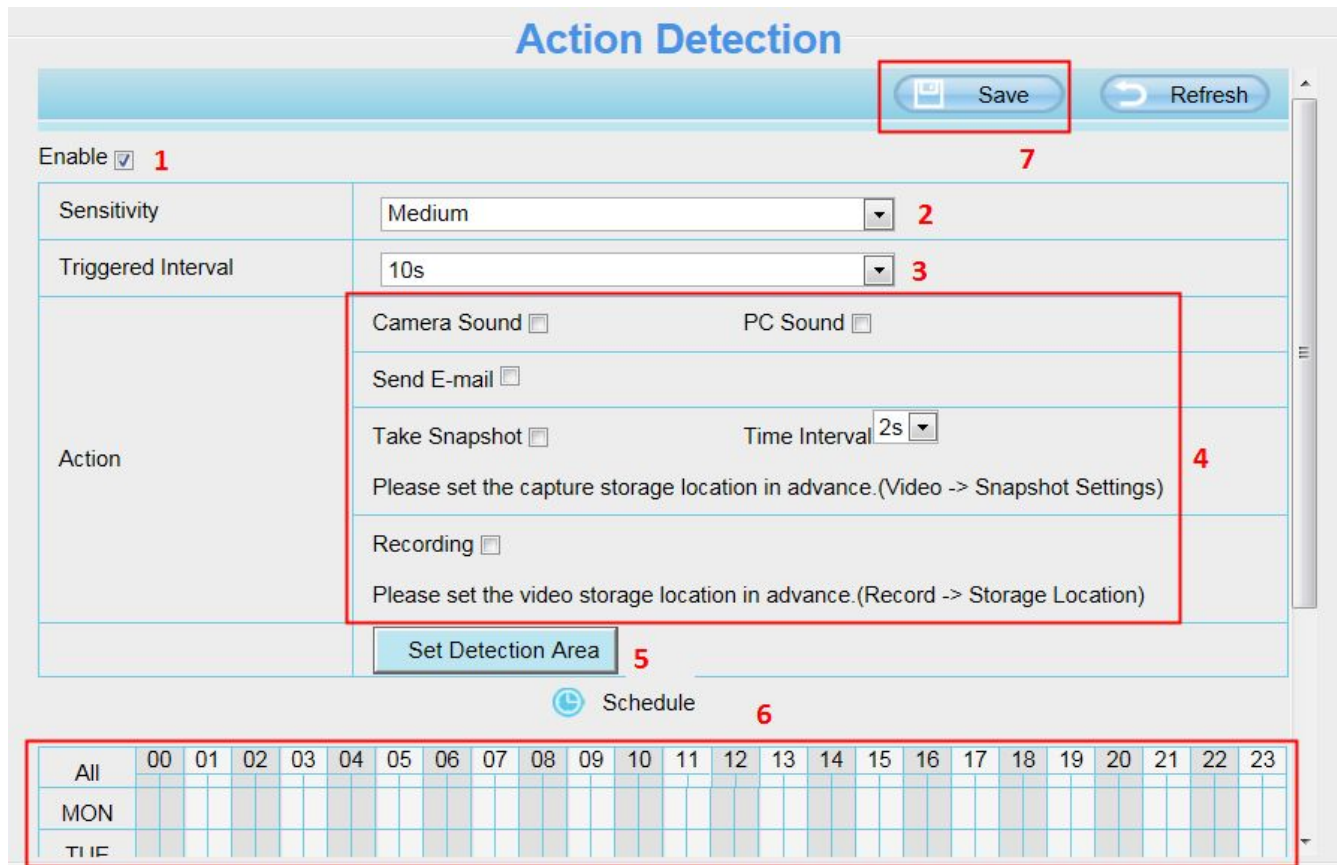 Action Detection
Save Refresh
7
Enable 1
Sensitivity Medium 2
Triggered Interval 10s 3
Camera Sound PC Sound
Send E-mail
Take Snapshot Time Interval 2s
Action 4
Please set the capture storage location in advance.(Video -> Snapshot Settings)
Recording
Please set the video storage location in advance.(Record -> Storage Location)
Set Detection Area 5
Schedule 6
All 00 01 02 03 04 05 06 07 08 09 10 11 12 13 14 15 16 17 18 19 20 21 22 23
MON
TUE